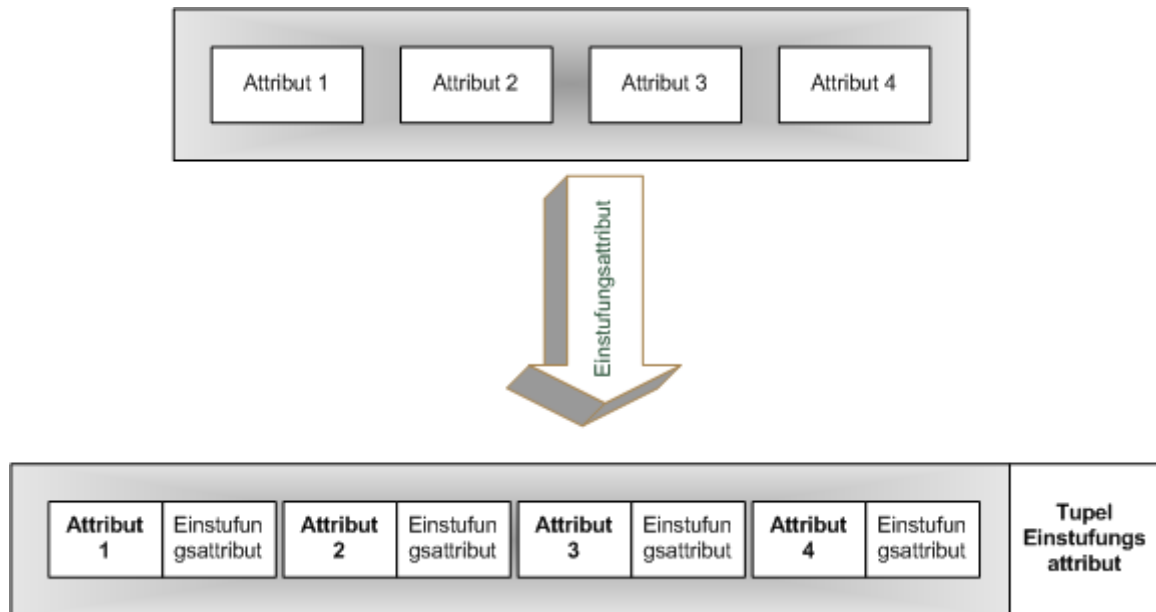 Attribut 1
Attribut 2
Attribut 3
Attribut 4
Einstufungsattribut
Attribut
1
Einstufun
gsattribut
Attribut
2
Einstufun
gsattribut
Attribut
3
Einstufun
gsattribut
Attribut
4
Einstufun
gsattribut
Tupel
Einstufungs
attribut